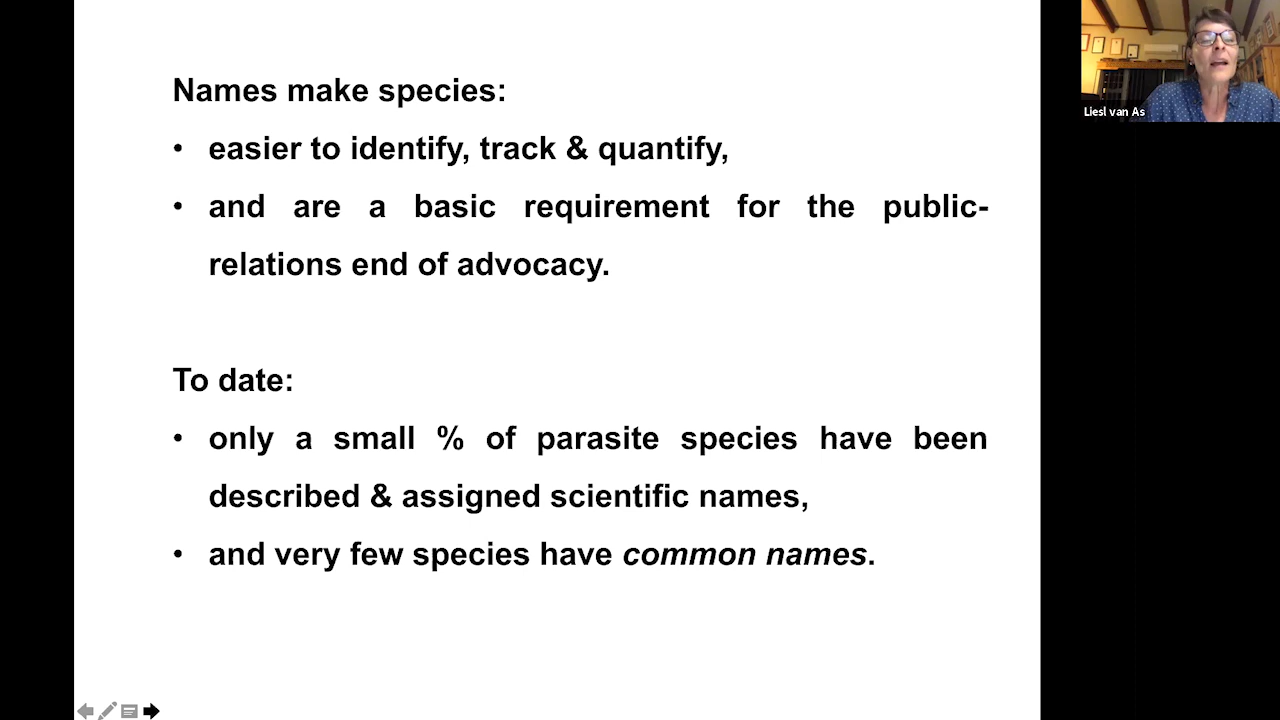 Names make species:
• easier to identify, track & quantify,
• and are a basic requirement for the public-
relations end of advocacy.
To date:
• only a small % of parasite species have been
described & assigned scientific names,
• and very few species have common names.
Liesl van As